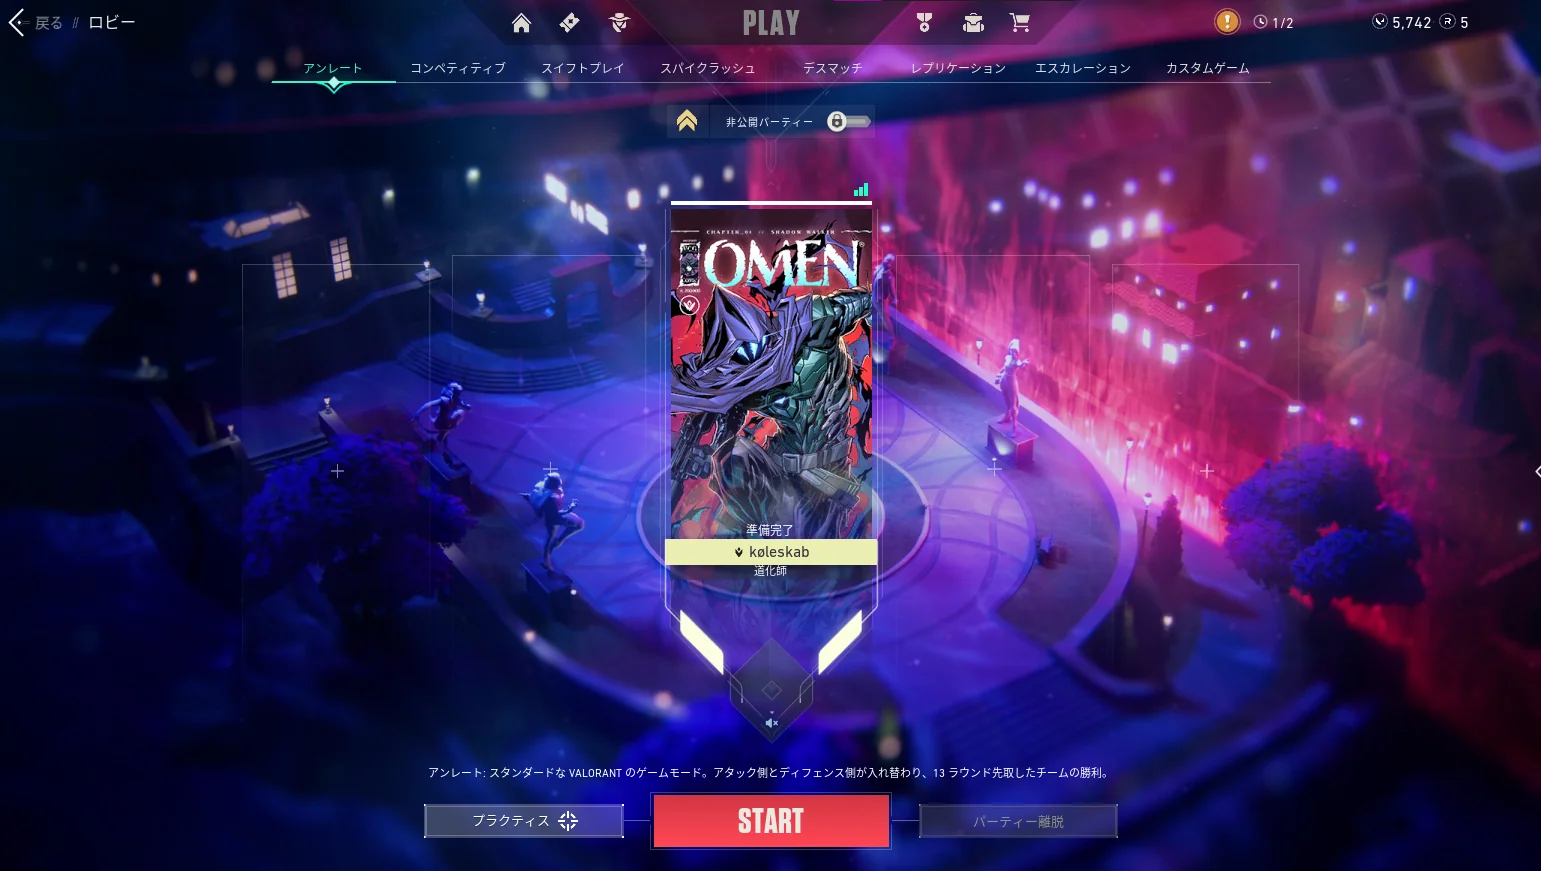 戻る // ロビー
PLAY
1/2
5,742
5
アンレート
コンペティティブ
スイフトプレイ
スパイクラッシュ
デスマッチ
レプリケーション
エスカレーション
カスタムゲーム
非公開パーティー
CHAPTER_04 // SHADOW WALKER
OMEN
準備完了
køleskab
道化師
アンレート: スタンダードな VALORANT のゲームモード。アタック側とディフェンス側が入れ替わり、13 ラウンド先取したチームの勝利。
プラクティス
START
パーティー離脱